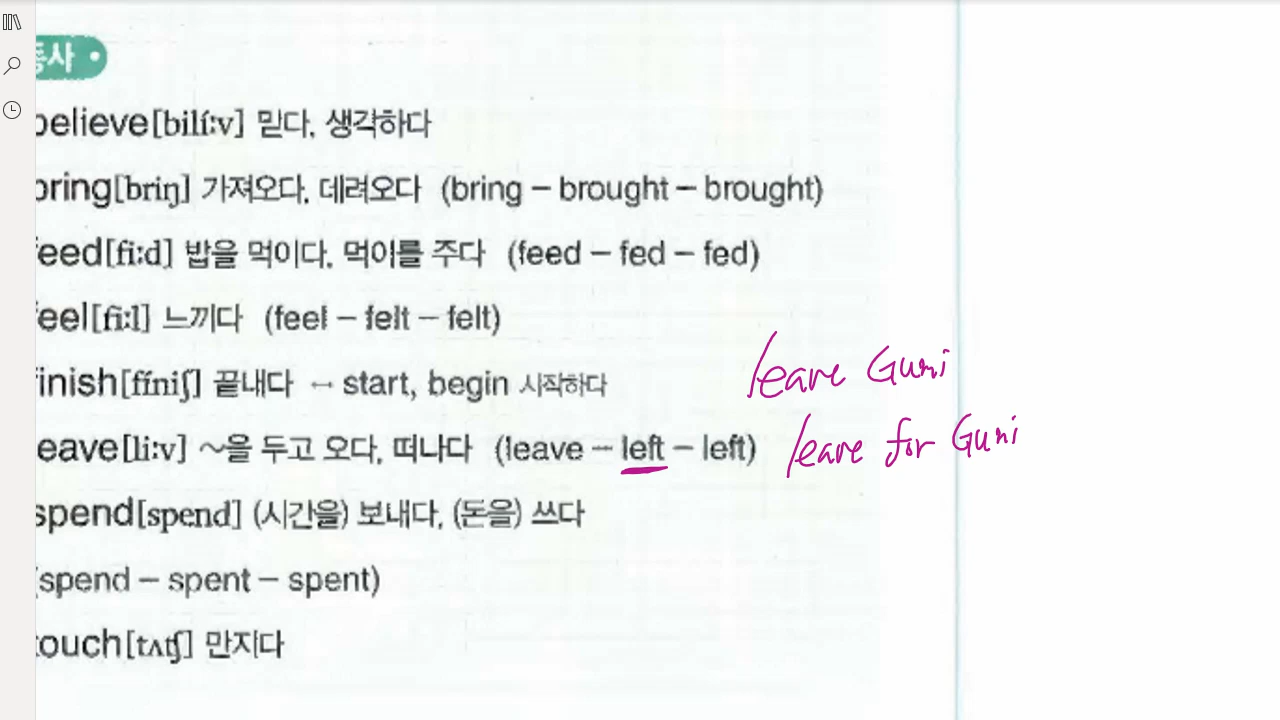 동사
believe[bilíːv] 믿다, 생각하다
bring[briŋ] 가져오다, 데려오다 (bring – brought – brought)
feed[fiːd] 밥을 먹이다, 먹이를 주다 (feed – fed – fed)
feel[fiːl] 느끼다 (feel – felt – felt)
finish[fíniʃ] 끝내다 ↔ start, begin 시작하다
leave Gumi
leave[liːv] ~을 두고 오다, 떠나다 (leave – left – left) leave for Gumi
spend[spend] (시간을) 보내다, (돈을) 쓰다
(spend – spent – spent)
touch[tʌtʃ] 만지다